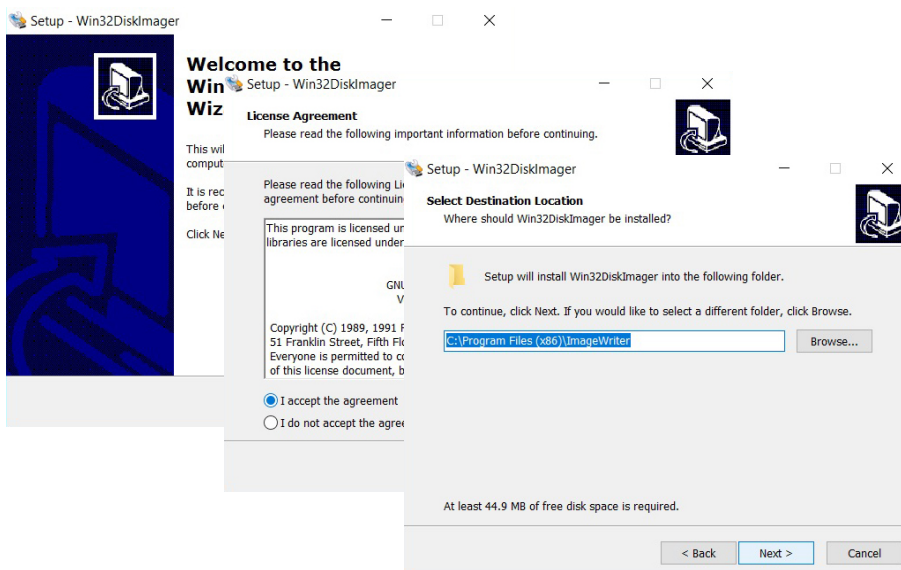 Setup - Win32DiskImager
Welcome to the
Win
Wiz
This wil
comput
It is rec
before
Click Ne
Setup - Win32DiskImager
License Agreement
Please read the following important information before continuing.
Please read the following Li
agreement before continuin
This program is licensed un
libraries are licensed under
GNU
V
Copyright (C) 1989, 1991 F
51 Franklin Street, Fifth Flo
Everyone is permitted to co
of this license document, b
I accept the agreement
I do not accept the agree
Setup - Win32DiskImager
Select Destination Location
Where should Win32DiskImager be installed?
Setup will install Win32DiskImager into the following folder.
To continue, click Next. If you would like to select a different folder, click Browse.
C:\Program Files (x86)\ImageWriter
Browse...
At least 44.9 MB of free disk space is required.
< Back
Next >
Cancel